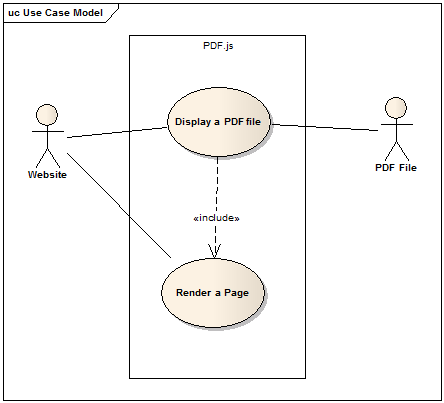 uc Use Case Model
PDF.js
Display a PDF file
Website
PDF File
«include»
Render a Page